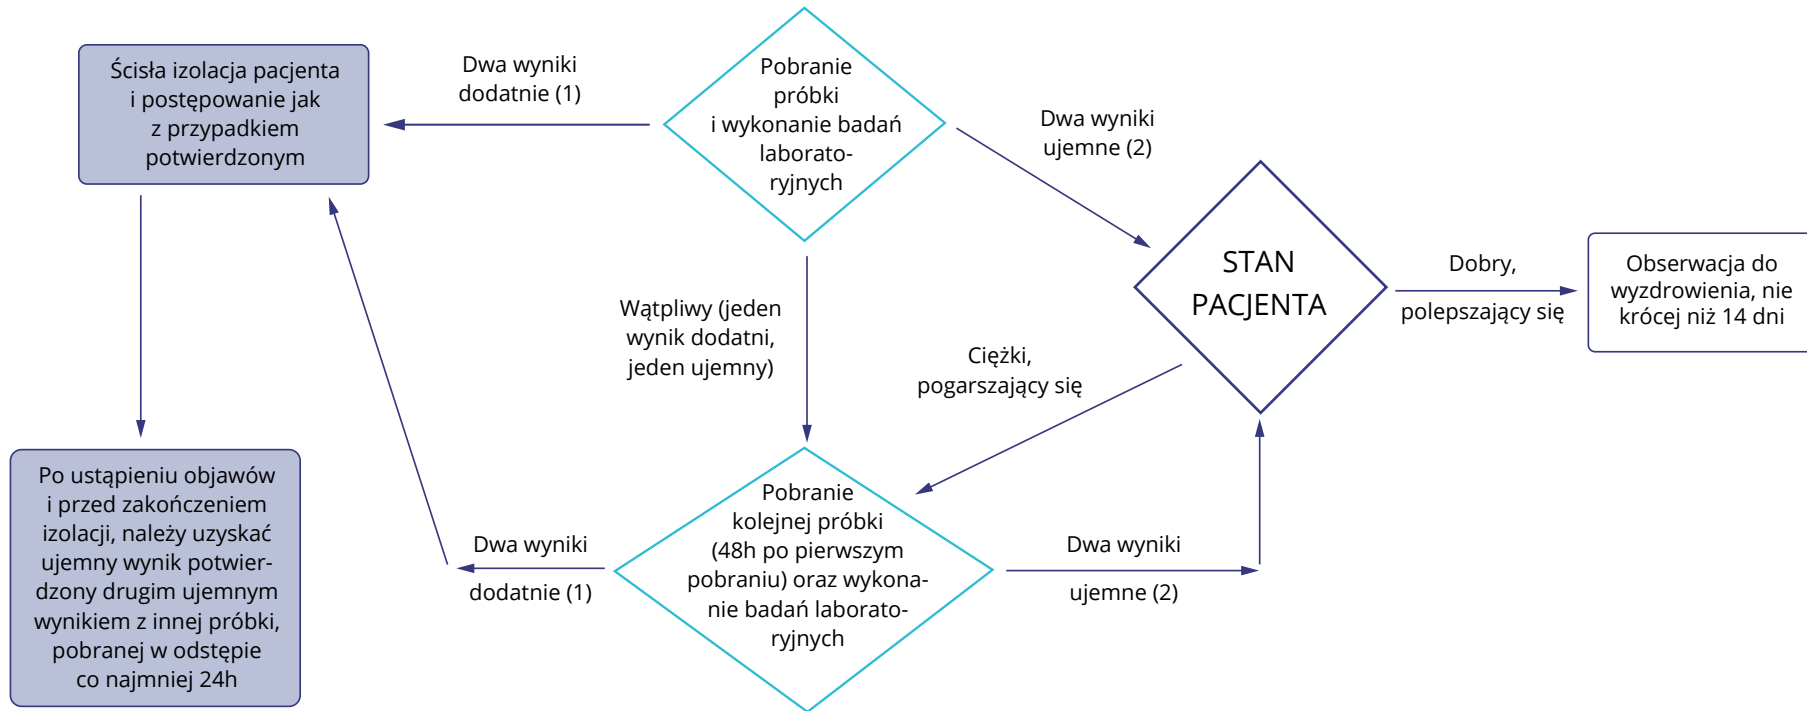 Ścisła izolacja pacjenta
i postępowanie jak
z przypadkiem
potwierdzonym
Dwa wyniki
dodatnie (1)
Pobranie
próbki
i wykonanie badań
laborato-
ryjnych
Dwa wyniki
ujemne (2)
STAN
PACJENTA
Dobry,
polepszający się
Obserwacja do
wyzdrowienia, nie
krócej niż 14 dni
Wątpliwy (jeden
wynik dodatni,
jeden ujemny)
Ciężki,
pogarszający się
Po ustąpieniu objawów
i przed zakończeniem
izolacji, należy uzyskać
ujemny wynik potwier-
dzony drugim ujemnym
wynikiem z innej próbki,
pobranej w odstępie
co najmniej 24h
Dwa wyniki
dodatnie (1)
Pobranie
kolejnej próbki
(48h po pierwszym
pobraniu) oraz wykona-
nie badań laborato-
ryjnych
Dwa wyniki
ujemne (2)